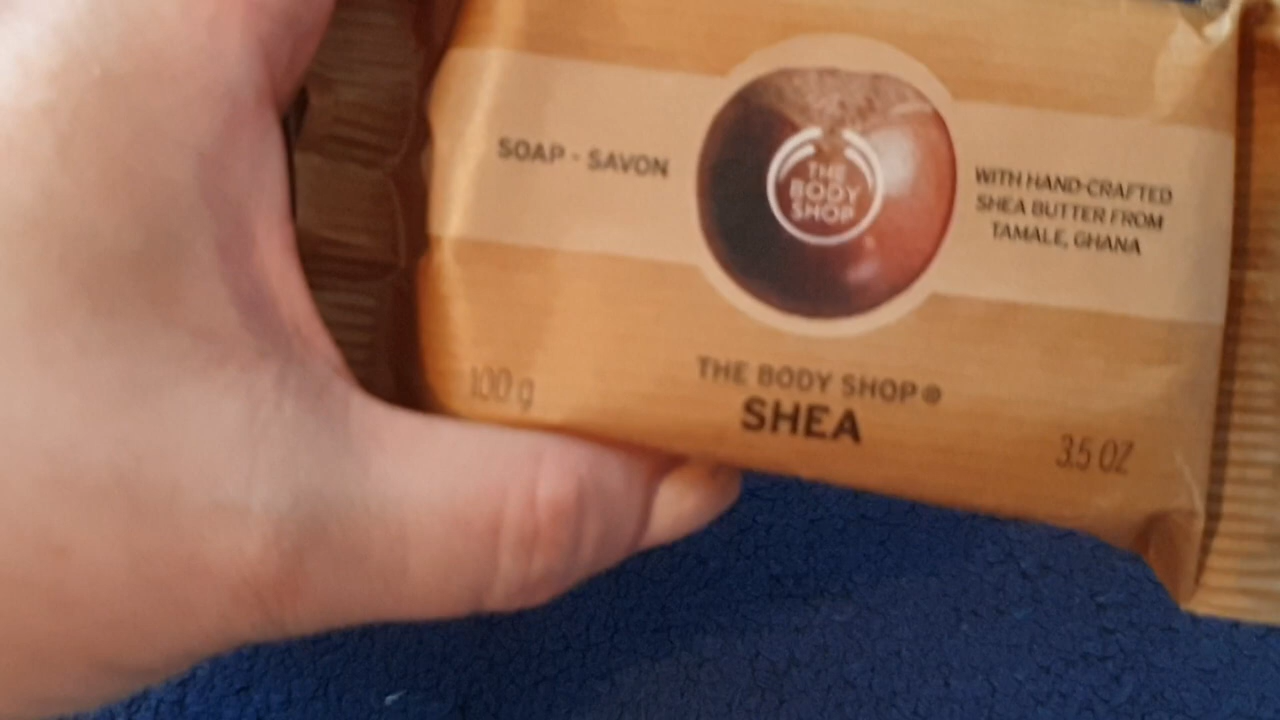 SOAP - SAVON
THE
BODY
SHOP
WITH HAND-CRAFTED
SHEA BUTTER FROM
TAMALE, GHANA
100 g
THE BODY SHOP®
SHEA
3.5 OZ